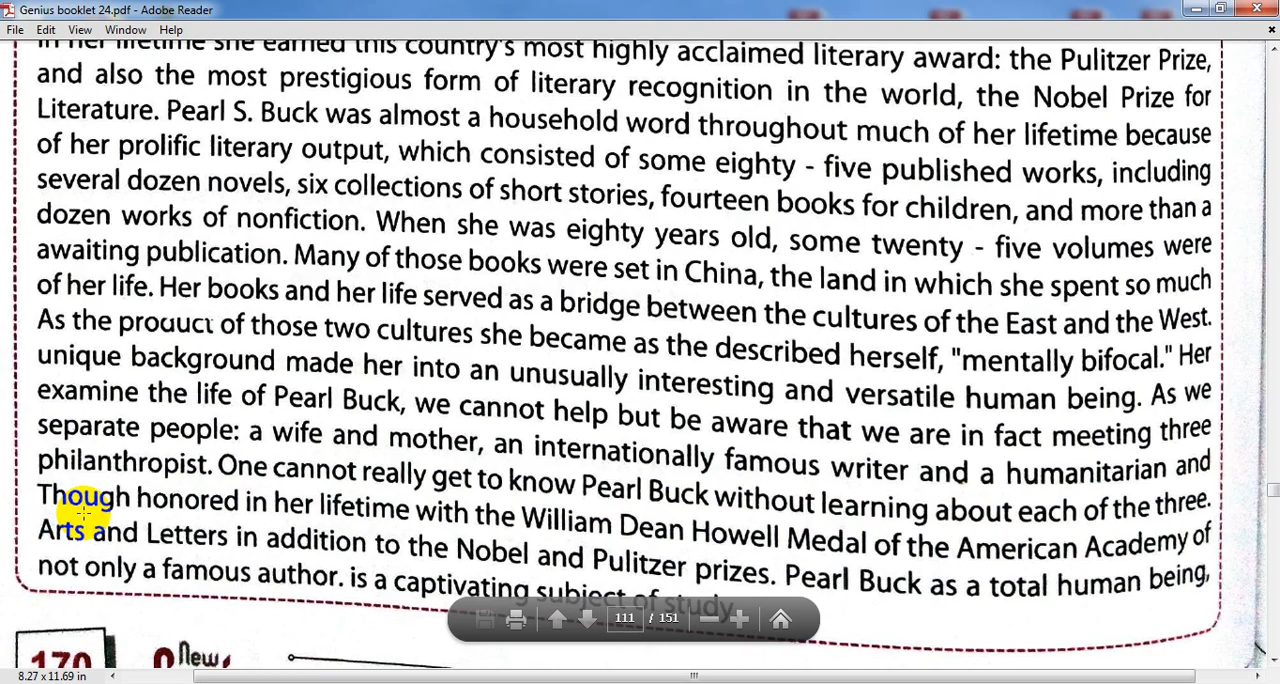 Genius booklet 24.pdf - Adobe Reader
File Edit View Window Help
In her lifetime she earned this country's most highly acclaimed literary award: the Pulitzer Prize,
and also the most prestigious form of literary recognition in the world, the Nobel Prize for
Literature. Pearl S. Buck was almost a household word throughout much of her lifetime because
of her prolific literary output, which consisted of some eighty - five published works, including
several dozen novels, six collections of short stories, fourteen books for children, and more than a
dozen works of nonfiction. When she was eighty years old, some twenty - five volumes were
awaiting publication. Many of those books were set in China, the land in which she spent so much
of her life. Her books and her life served as a bridge between the cultures of the East and the West.
As the product of those two cultures she became as the described herself, "mentally bifocal." Her
unique background made her into an unusually interesting and versatile human being. As we
examine the life of Pearl Buck, we cannot help but be aware that we are in fact meeting three
separate people: a wife and mother, an internationally famous writer and a humanitarian and
philanthropist. One cannot really get to know Pearl Buck without learning about each of the three.
Though honored in her lifetime with the William Dean Howell Medal of the American Academy of
Arts and Letters in addition to the Nobel and Pulitzer prizes. Pearl Buck as a total human being,
not only a famous author. is a captivating subject of study
111 / 151
170 New
8.27 x 11.69 in